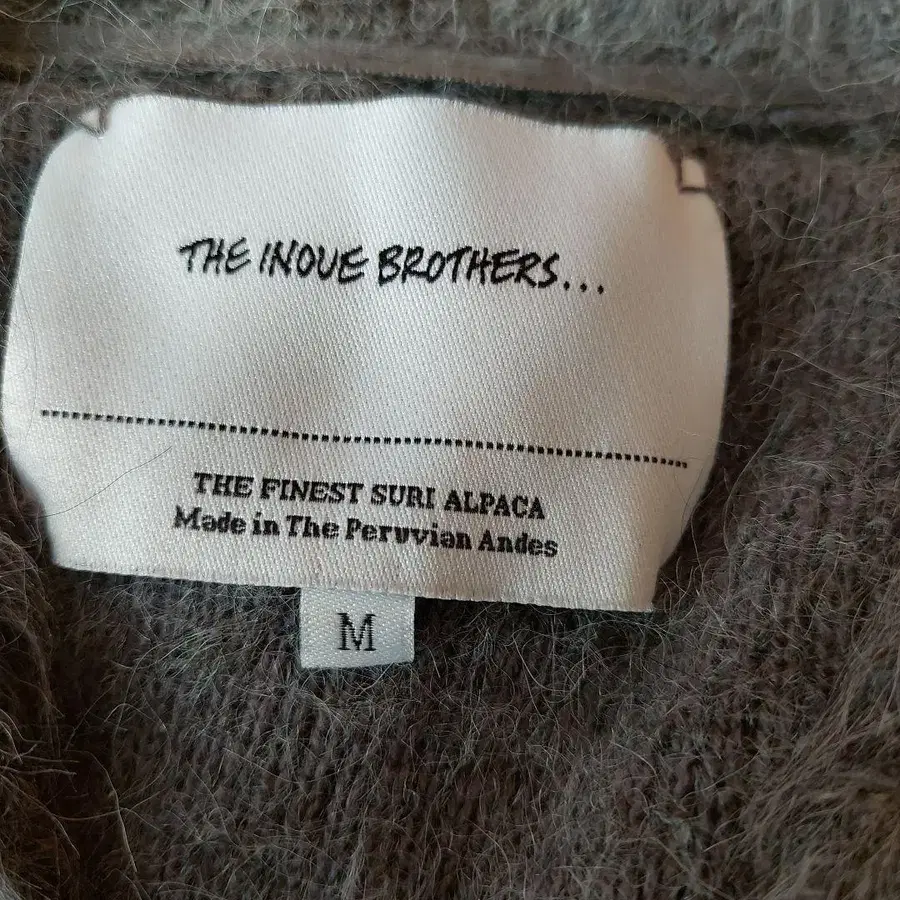 THE INOUE BROTHERS...
THE FINEST SURI ALPACA
Made in The Peruvian Andes
M